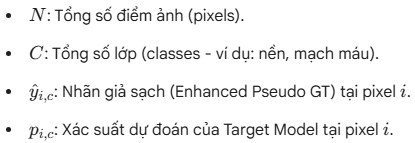 • N: Tổng số điểm ảnh (pixels).
• C: Tổng số lớp (classes - ví dụ: nền, mạch máu).
• ŷ_{i,c}: Nhãn giả sạch (Enhanced Pseudo GT) tại pixel i.
• p_{i,c}: Xác suất dự đoán của Target Model tại pixel i.